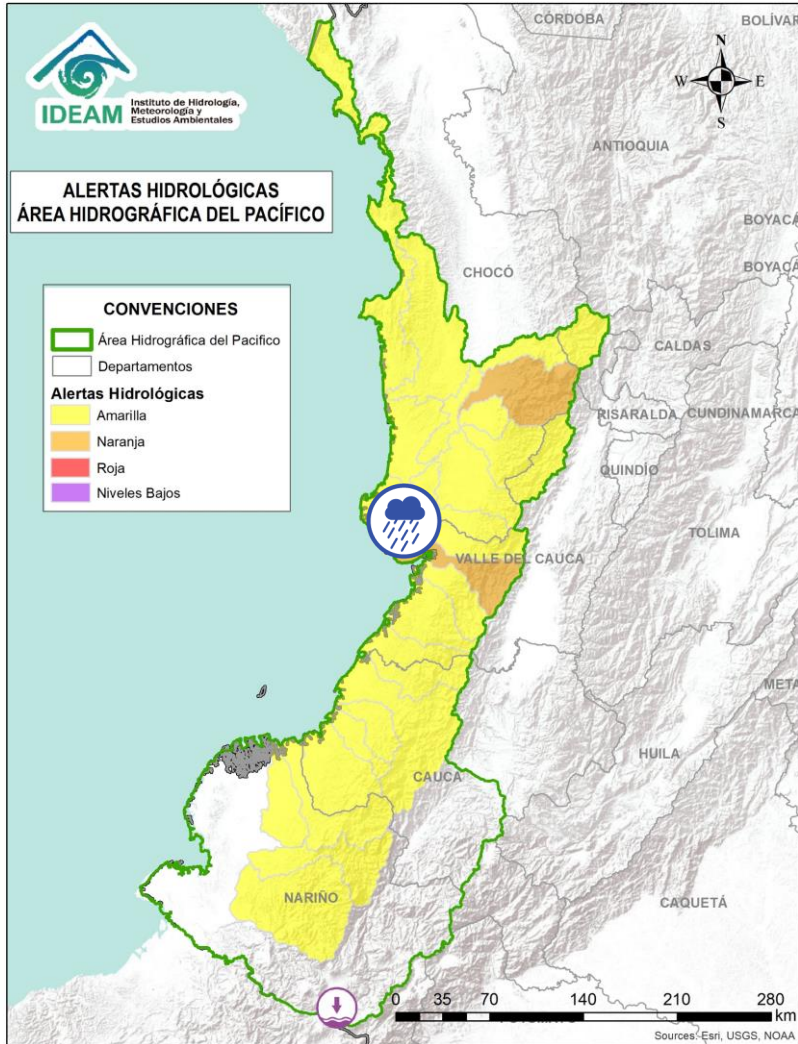 CÓRDOBA
BOLÍVAR
IDEAM
Instituto de Hidrología,
Meteorología y
Estudios Ambientales
N
W E
S
ANTIOQUIA
ALERTAS HIDROLÓGICAS
ÁREA HIDROGRÁFICA DEL PACÍFICO
BOYACÁ
CHOCÓ
BOYACÁ
CONVENCIONES
Área Hidrográfica del Pacífico
Departamentos
Alertas Hidrológicas
Amarilla
Naranja
Roja
Niveles Bajos
CALDAS
RISARALDA
CUNDINAMARCA
QUINDÍO
TOLIMA
VALLE DEL CAUCA
META
HUILA
CAUCA
NARIÑO
CAQUETÁ
0 35 70 140 210 280
km
Sources: Esri, USGS, NOAA